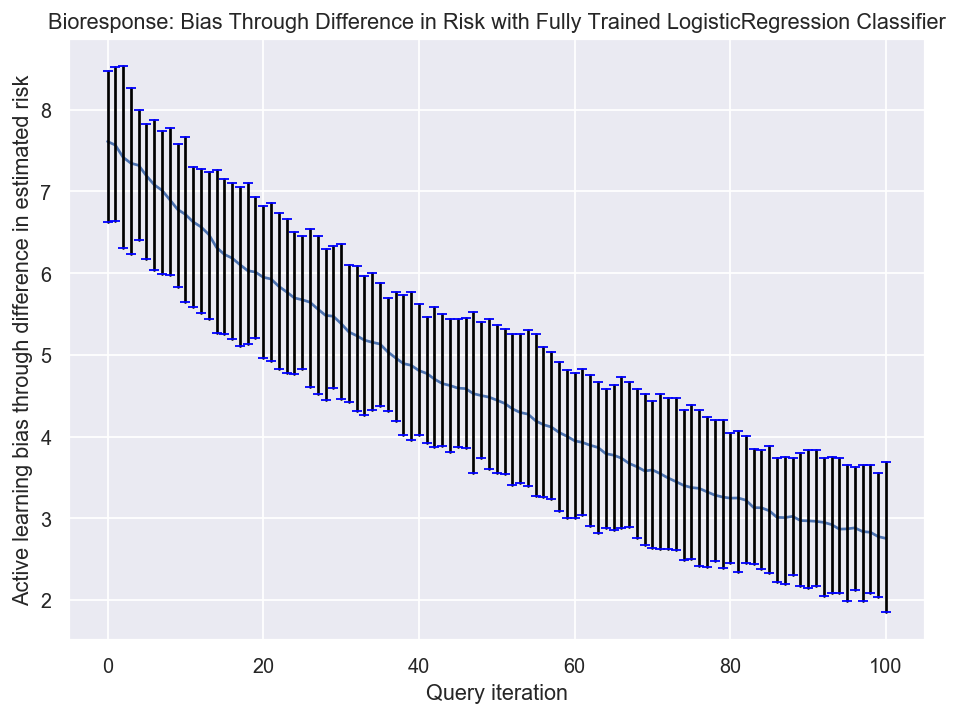 Bioresponse: Bias Through Difference in Risk with Fully Trained LogisticRegression Classifier
Active learning bias through difference in estimated risk
8
7
6
5
4
3
2
0 20 40 60 80 100
Query iteration